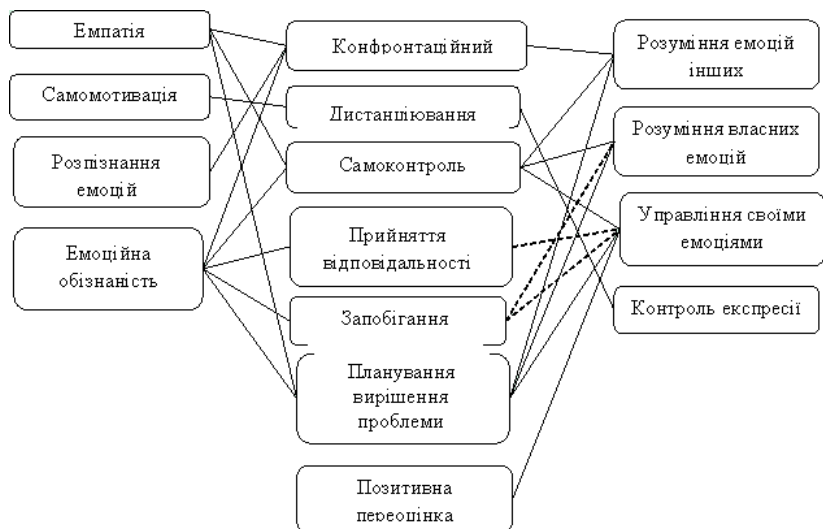 Емпатія
Самомотивація
Розпізнання
емоцій
Емоційна
обізнаність
Конфронтаційний
Дистанціювання
Самоконтроль
Прийняття
відповідальності
Запобігання
Планування
вирішення
проблеми
Позитивна
переоцінка
Розуміння емоцій
інших
Розуміння власних
емоцій
Управління своїми
емоціями
Контроль експресії